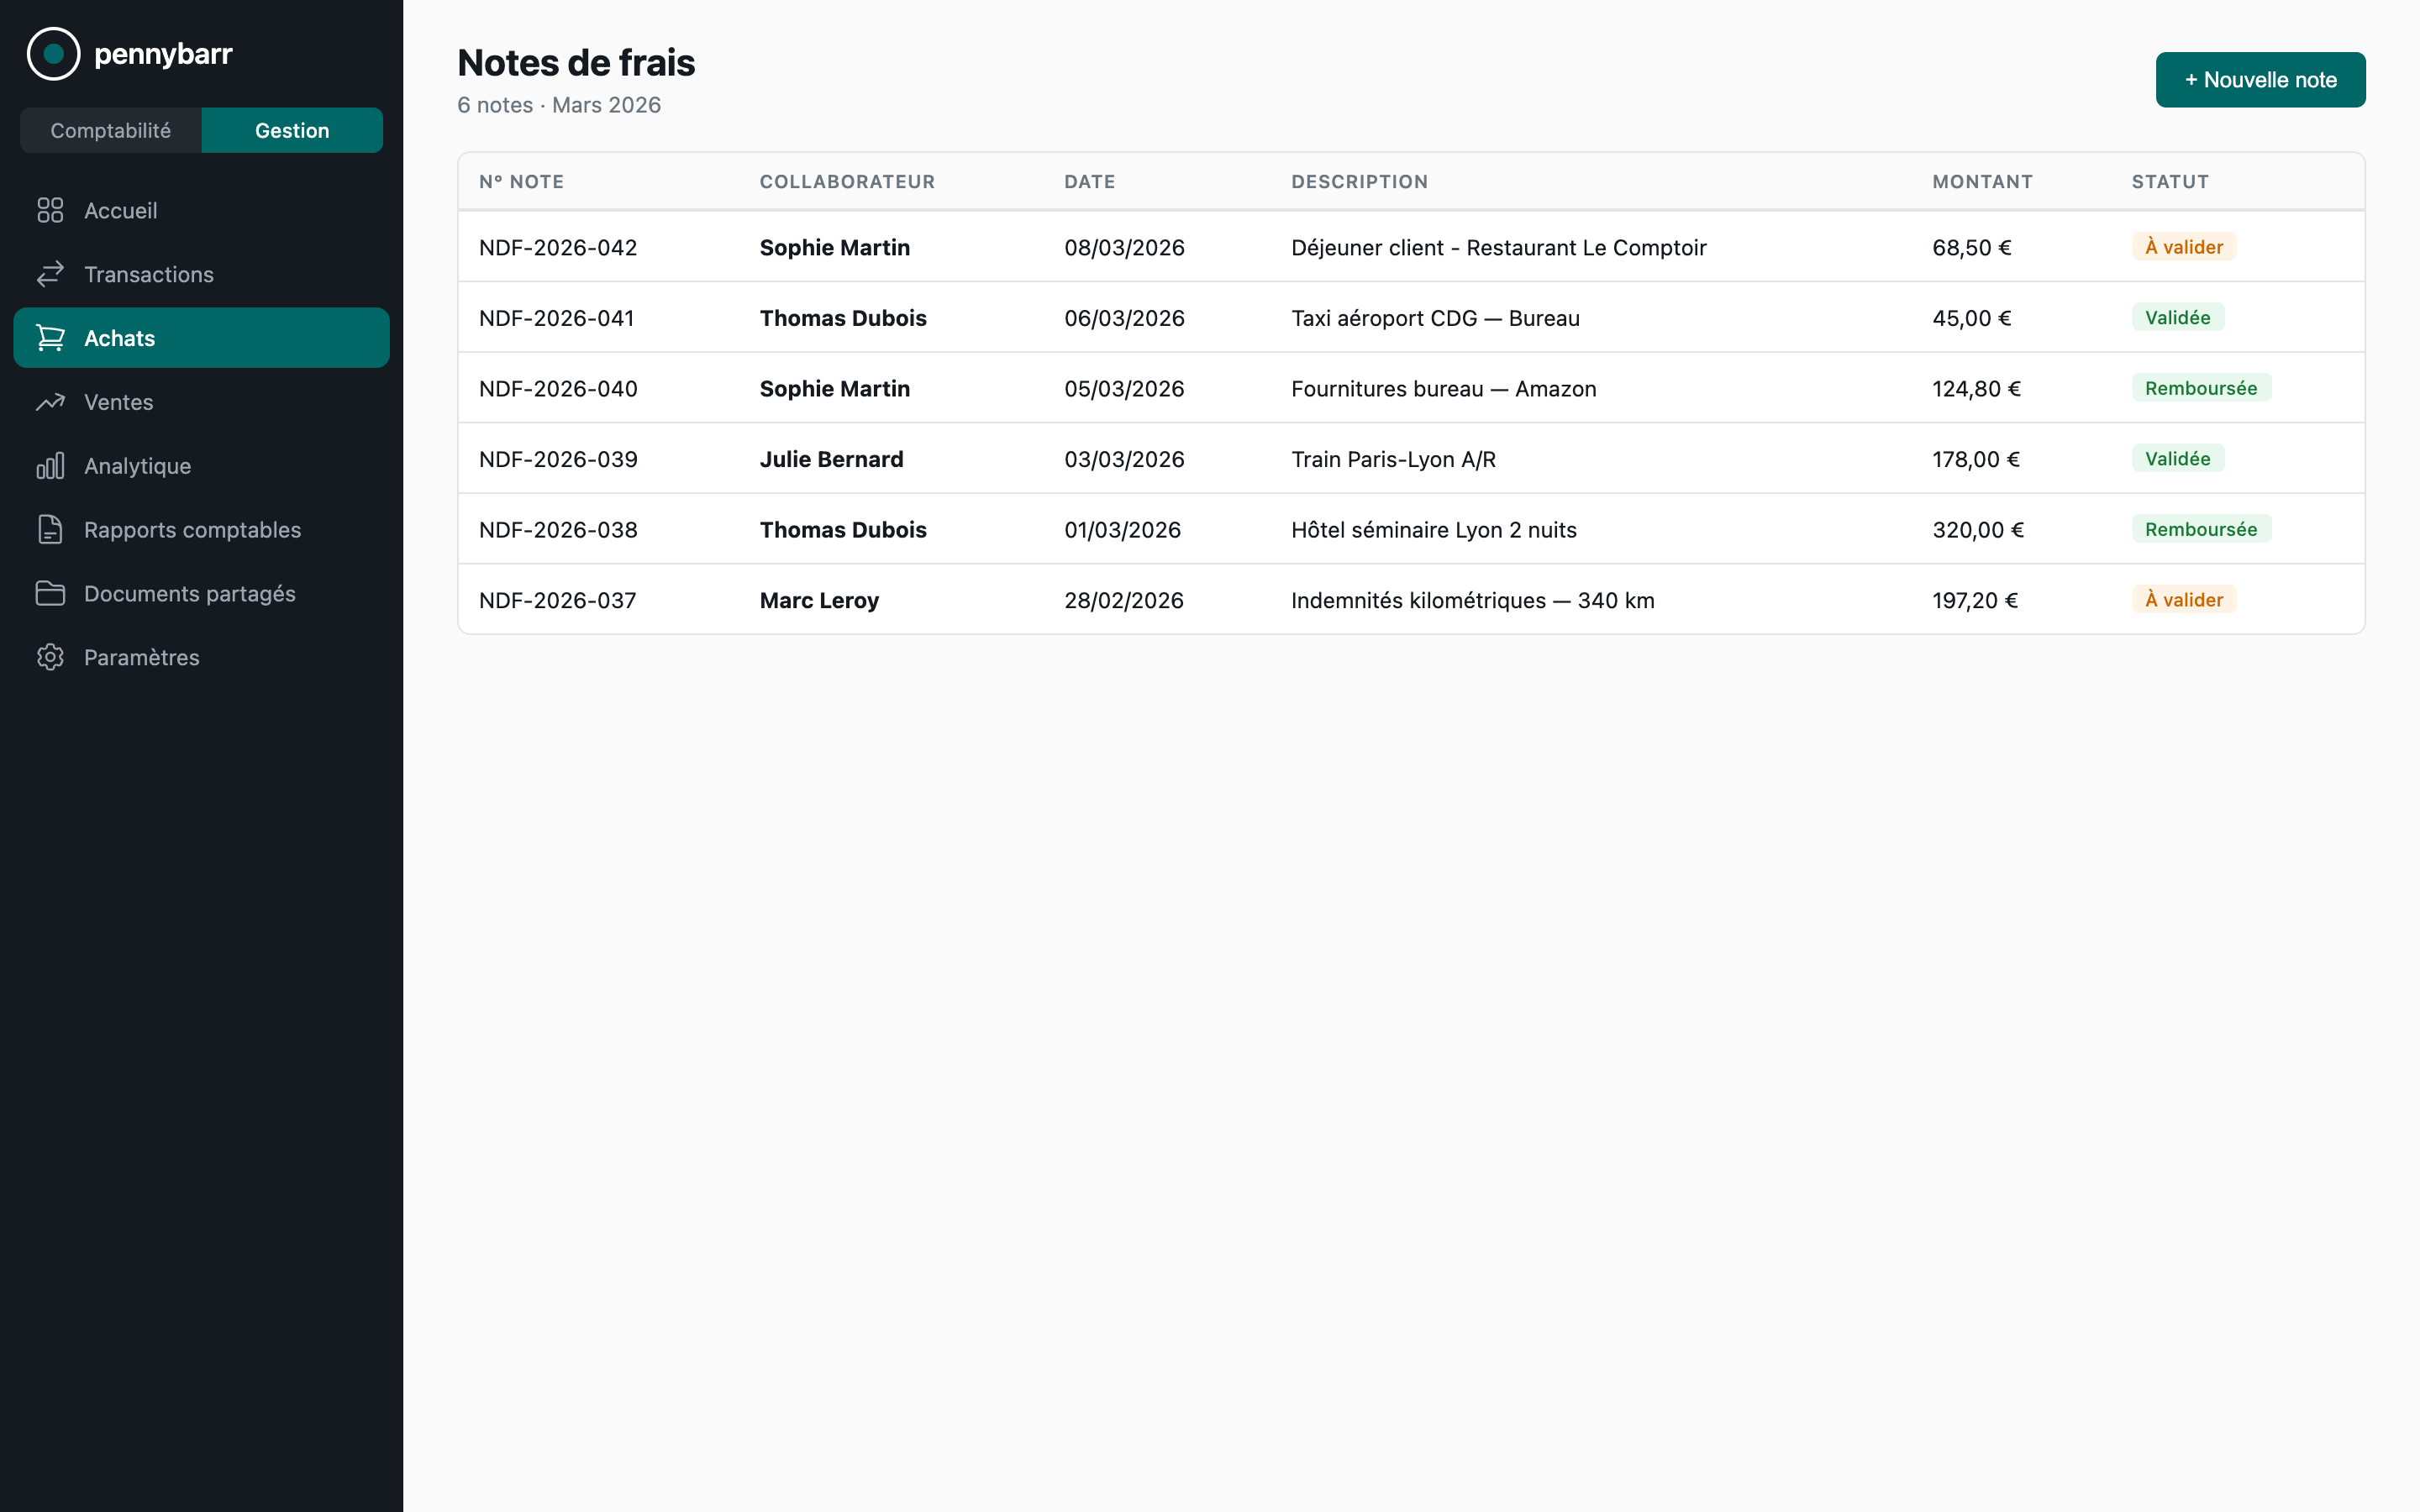 pennybarr
Comptabilité Gestion
Accueil
Transactions
Achats
Ventes
Analytique
Rapports comptables
Documents partagés
Paramètres
Notes de frais
6 notes · Mars 2026
+ Nouvelle note
N° NOTE COLLABORATEUR DATE DESCRIPTION MONTANT STATUT
NDF-2026-042 Sophie Martin 08/03/2026 Déjeuner client - Restaurant Le Comptoir 68,50 € À valider
NDF-2026-041 Thomas Dubois 06/03/2026 Taxi aéroport CDG — Bureau 45,00 € Validée
NDF-2026-040 Sophie Martin 05/03/2026 Fournitures bureau — Amazon 124,80 € Remboursée
NDF-2026-039 Julie Bernard 03/03/2026 Train Paris-Lyon A/R 178,00 € Validée
NDF-2026-038 Thomas Dubois 01/03/2026 Hôtel séminaire Lyon 2 nuits 320,00 € Remboursée
NDF-2026-037 Marc Leroy 28/02/2026 Indemnités kilométriques — 340 km 197,20 € À valider